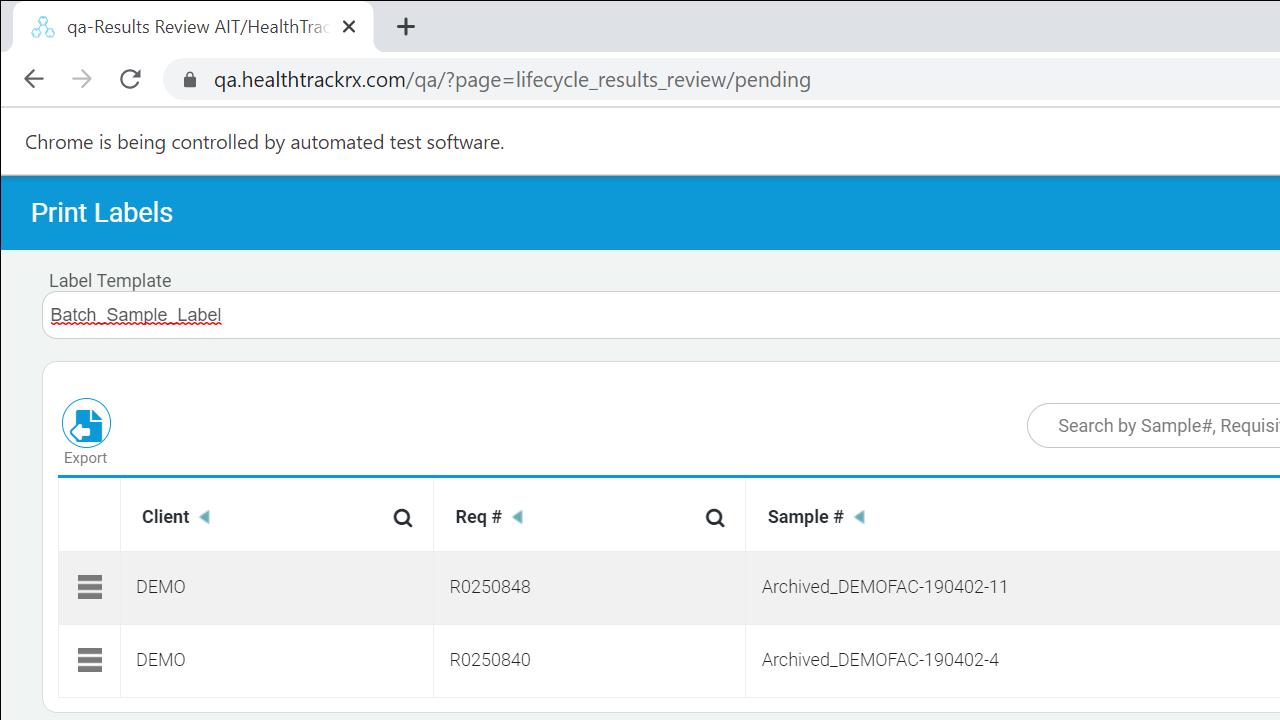 qa-Results Review AIT/HealthTrac
qa.healthtrackrx.com/qa/?page=lifecycle_results_review/pending
Chrome is being controlled by automated test software.
Print Labels
Label Template
Batch_Sample_Label
Export
Search by Sample#, Requisit
Client Req # Sample #
DEMO R0250848 Archived_DEMOFAC-190402-11
DEMO R0250840 Archived_DEMOFAC-190402-4